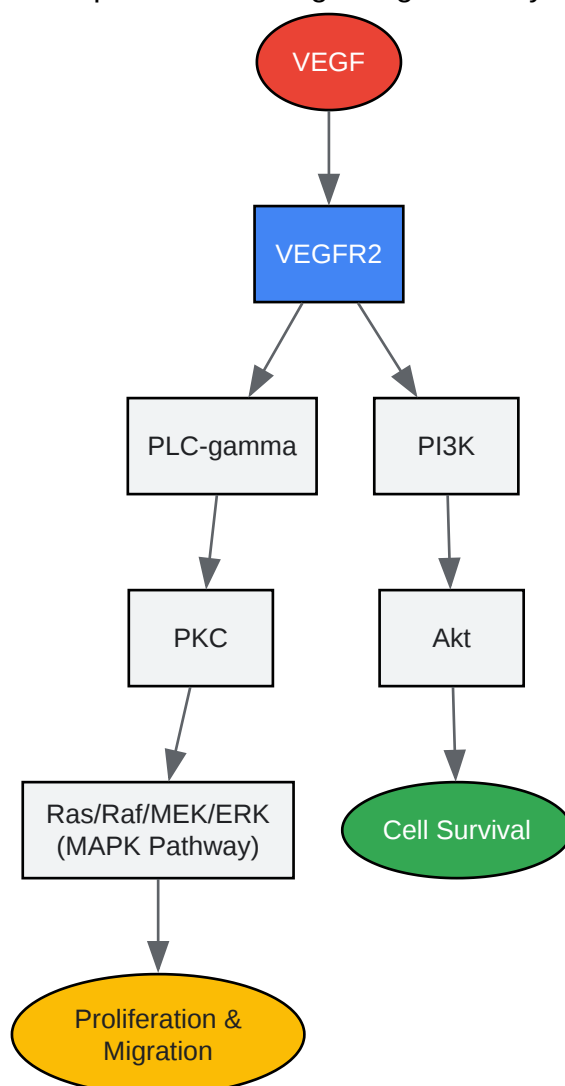 VEGF
VEGFR2
PLC-gamma
PI3K
PKC
Akt
Ras/Raf/MEK/ERK
(MAPK Pathway)
Cell Survival
Proliferation &
Migration